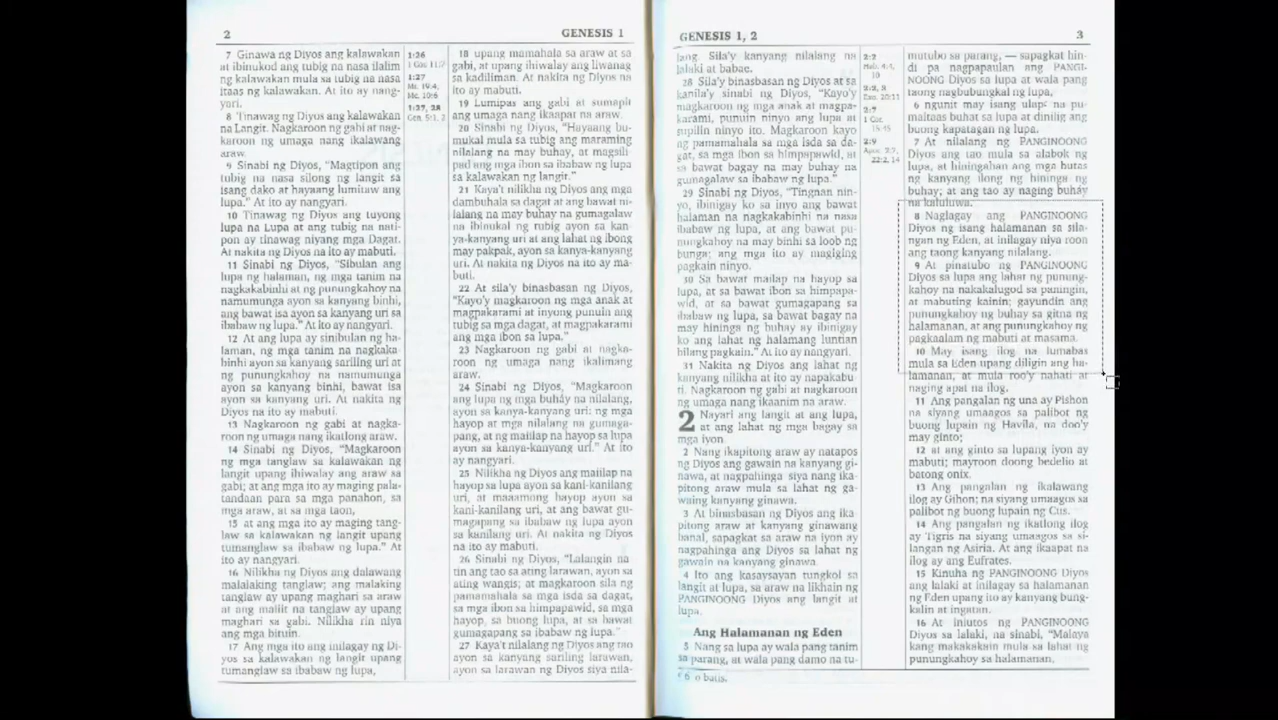 2
GENESIS 1
7 Ginawa ng Diyos ang kalawakan
at ibinukod ang tubig na nasa ilalim
ng kalawakan mula sa tubig na nasa
itaas ng kalawakan. At ito ay nang-
yari.
8 Tinawag ng Diyos ang kalawakan
na Langit. Nagkaroon ng gabi at nag-
karoon ng umaga nang ikalawang
araw.
9 Sinabi ng Diyos, “Magtipon ang
tubig na nasa silong ng langit sa
isang dako at hayaang lumitaw ang
lupa.” At ito ay nangyari.
10 Tinawag ng Diyos ang tuyong
lupa na Lupa at ang tubig na nati-
pon ay tinawag niyang mga Dagat.
At nakita ng Diyos na ito ay mabuti.
11 Sinabi ng Diyos, “Sibulan ang
lupa ng halaman, ng mga tanim na
nagkakabinhi at ng punungkahoy na
namumunga ayon sa kanyang binhi,
ang bawat isa ayon sa kanyang uri sa
ibabaw ng lupa.” At ito ay nangyari.
12 At ang lupa ay sinibulan ng ha-
laman, ng mga tanim na nagkaka-
binhi ayon sa kanyang sariling uri at
ng punungkahoy na namumunga
ayon sa kanyang binhi, bawat isa
ayon sa kanyang uri. At nakita ng
Diyos na ito ay mabuti.
13 Nagkaroon ng gabi at nagka-
roon ng umaga nang ikatlong araw.
14 Sinabi ng Diyos, “Magkaroon
ng mga tanglaw sa kalawakan ng
langit upang ihiwalay ang araw sa
gabi; at ang mga ito ay maging pala-
tandaan para sa mga panahon, sa
mga araw, at sa mga taon,
15 at ang mga ito ay maging tang-
law sa kalawakan ng langit upang
tumanglaw sa ibabaw ng lupa.” At
ito ay nangyari.
16 Nilikha ng Diyos ang dalawang
malalaking tanglaw; ang malaking
tanglaw ay upang maghari sa araw
at ang maliit na tanglaw ay upang
maghari sa gabi. Nilikha rin niya
ang mga bituin.
17 Ang mga ito ang inilagay ng Di-
yos sa kalawakan ng langit upang
tumanglaw sa ibabaw ng lupa,
1:26
1:27
Mt. 19:4;
Mc. 10:6
1:27, 28
Gen. 5:1, 2
18 upang mamahala sa araw at sa
gabi, at upang ihiwalay ang liwanag
sa kadiliman. At nakita ng Diyos na
ito ay mabuti.
19 Lumipas ang gabi at sumapit
ang umaga nang ikaapat na araw.
20 Sinabi ng Diyos, “Hayaang bu-
mukal mula sa tubig ang maraming
nilalang na may buhay, at magsili-
pad ang mga ibon sa ibabaw ng lupa
sa kalawakan ng langit.”
21 Kaya't nilikha ng Diyos ang mga
dambuhala sa dagat at ang bawat ni-
lalang na may buhay na gumagalaw
na ibinukal ng tubig ayon sa kan-
ya-kanyang uri at ang lahat ng ibong
may pakpak, ayon sa kanya-kanyang
uri. At nakita ng Diyos na ito ay ma-
buti.
22 At sila'y binasbasan ng Diyos,
“Kayo'y magkaroon ng mga anak at
magpakarami at inyong punuin ang
tubig sa mga dagat, at magpakarami
ang mga ibon sa lupa.”
23 Nagkaroon ng gabi at nagka-
roon ng umaga nang ikalimang
araw.
24 Sinabi ng Diyos, “Magkaroon
ang lupa ng mga buháy na nilalang,
ayon sa kanya-kanyang uri: ng mga
hayop at mga nilalang na gumaga-
pang, at ng maiilap na hayop sa lupa
ayon sa kanya-kanyang uri.” At ito
ay nangyari.
25 Nilikha ng Diyos ang maiilap na
hayop sa lupa ayon sa kani-kanilang
uri, at ang maaamong hayop ayon sa
kani-kanilang uri, at ang bawat gu-
magapang sa ibabaw ng lupa ayon
sa kanilang uri. At nakita ng Diyos
na ito ay mabuti.
26 Sinabi ng Diyos, “Lalangin na-
tin ang tao sa ating larawan, ayon sa
ating wangis; at magkaroon sila ng
pamamahala sa mga isda sa dagat,
sa mga ibon sa himpapawid, sa mga
hayop, sa buong lupa, at sa bawat
gumagapang sa ibabaw ng lupa.”
27 Kaya't nilalang ng Diyos ang tao
ayon sa kanyang sariling larawan,
ayon sa larawan ng Diyos siya nila-
GENESIS 1, 2
3
lang. Sila'y kanyang nilalang na
lalaki at babae.
28 Sila'y binasbasan ng Diyos at sa
kanila'y sinabi ng Diyos, “Kayo'y
magkaroon ng mga anak at magpa-
karami, punuin ninyo ang lupa at
supilin ninyo ito. Magkaroon kayo
ng pamamahala sa mga isda sa da-
gat, sa mga ibon sa himpapawid, at
sa bawat bagay na may buhay na
gumagalaw sa ibabaw ng lupa.”
29 Sinabi ng Diyos, “Tingnan nin-
yo, ibinigay ko sa inyo ang bawat
halaman na nagkakabinhi na nasa
ibabaw ng lupa, at ang bawat pu-
nungkahoy na may binhi sa loob ng
bunga; ang mga ito ay magiging
pagkain ninyo.
30 Sa bawat mailap na hayop sa
lupa, at sa bawat ibon sa himpapa-
wid, at sa bawat gumagapang sa
ibabaw ng lupa, sa bawat bagay na
may hininga ng buhay ay ibinigay
ko ang lahat ng halamang luntian
bilang pagkain.” At ito ay nangyari.
31 Nakita ng Diyos ang lahat ng
kanyang nilikha at ito ay napakabu-
ti. Nagkaroon ng gabi at nagkaroon
ng umaga nang ikaanim na araw.
2 Nayari ang langit at ang lupa,
at ang lahat ng mga bagay sa
mga iyon.
2 Nang ikapitong araw ay natapos
ng Diyos ang gawain na kanyang gi-
nawa, at nagpahinga siya nang ika-
pitong araw mula sa lahat ng ga-
waing kanyang ginawa.
3 At binasbasan ng Diyos ang ika-
pitong araw at kanyang ginawang
banal, sapagkat sa araw na iyon ay
nagpahinga ang Diyos sa lahat ng
gawain na kanyang ginawa.
4 Ito ang kasaysayan tungkol sa
langit at lupa, sa araw na likhain ng
PANGINOONG Diyos ang langit at
lupa.
Ang Halamanan ng Eden
5 Nang sa lupa ay wala pang tanim
sa parang, at wala pang damo na tu-
2:2
10
2:2, 3
Exo. 20:11
2:7
1 Cor.
15:45
2:9
Apoc. 2:7;
22:2, 14
mutubo sa parang, — sapagkat hin-
di pa nagpapaulan ang PANGI-
NOONG Diyos sa lupa at wala pang
taong nagbubungkal ng lupa,
6 ngunit may isang ulap na pu-
maitaas buhat sa lupa at dinilig ang
buong kapatagan ng lupa.
7 At nilalang ng PANGINOONG
Diyos ang tao mula sa alabok ng
lupa, at hiningahan ang mga butas
ng kanyang ilong ng hininga ng
buhay; at ang tao ay naging buháy
na kaluluwa.
8 Naglagay ang PANGINOONG
Diyos ng isang halamanan sa sila-
ngan ng Eden, at inilagay niya roon
ang taong kanyang nilalang.
9 At pinatubo ng PANGINOONG
Diyos sa lupa ang lahat ng punung-
kahoy na nakakalugod sa paningin,
at mabuting kainin; gayundin ang
punungkahoy ng buhay sa gitna ng
halamanan, at ang punungkahoy ng
pagkaalam ng mabuti at masama.
10 May isang ilog na lumabas
mula sa Eden upang diligin ang ha-
lamanan, at mula roo'y nahati at
naging apat na ilog.
11 Ang pangalan ng una ay Pishon
na siyang umaagos sa palibot ng
buong lupain ng Havila, na doo'y
may ginto;
12 at ang ginto sa lupang iyon ay
mabuti; mayroon doong bedelio at
batong onix.
13 Ang pangalan ng ikalawang
ilog ay Gihon; na siyang umaagos sa
palibot ng buong lupain ng Cus.
14 Ang pangalan ng ikatlong ilog
ay Tigris na siyang umaagos sa si-
langan ng Asiria. At ang ikaapat na
ilog ay ang Eufrates.
15 Kinuha ng PANGINOONG Diyos
ang lalaki at inilagay sa halamanan
ng Eden upang ito ay kanyang bung-
kalin at ingatan.
16 At iniutos ng PANGINOONG
Diyos sa lalaki, na sinabi, “Malaya
kang makakakain mula sa lahat ng
punungkahoy sa halamanan,
* 6 o batis.